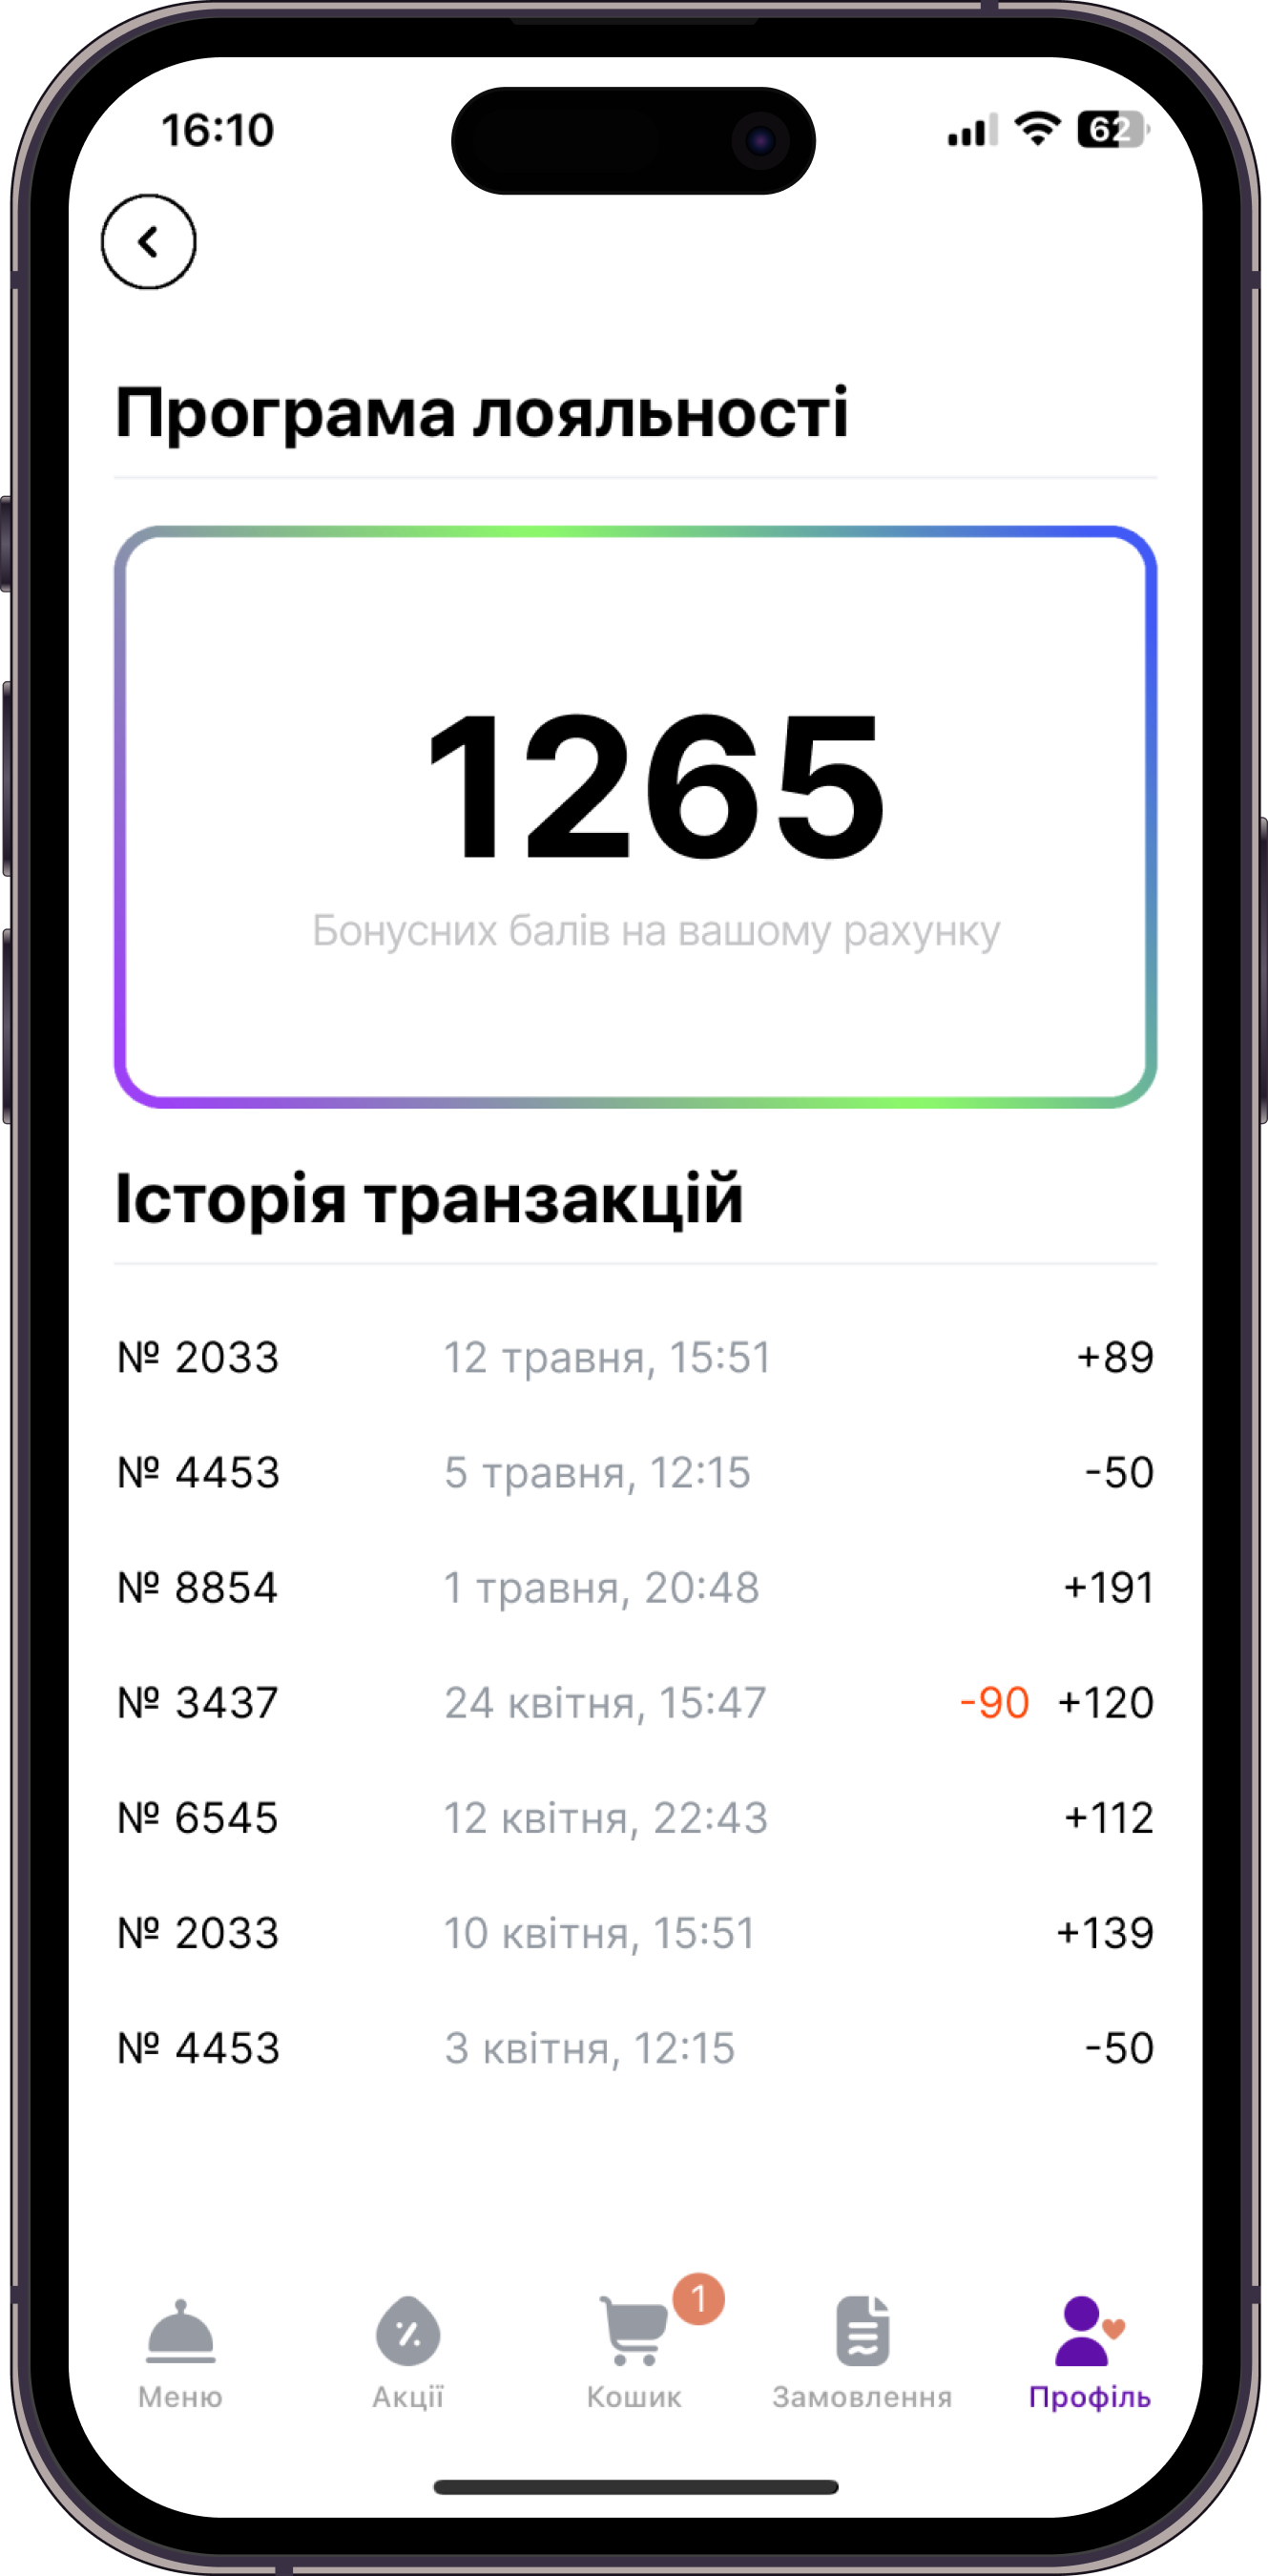 16:10
62
Програма лояльності
1265
Бонусних балів на вашому рахунку
Історія транзакцій
№ 2033 12 травня, 15:51 +89
№ 4453 5 травня, 12:15 -50
№ 8854 1 травня, 20:48 +191
№ 3437 24 квітня, 15:47 -90 +120
№ 6545 12 квітня, 22:43 +112
№ 2033 10 квітня, 15:51 +139
№ 4453 3 квітня, 12:15 -50
1
Меню Акції Кошик Замовлення Профіль